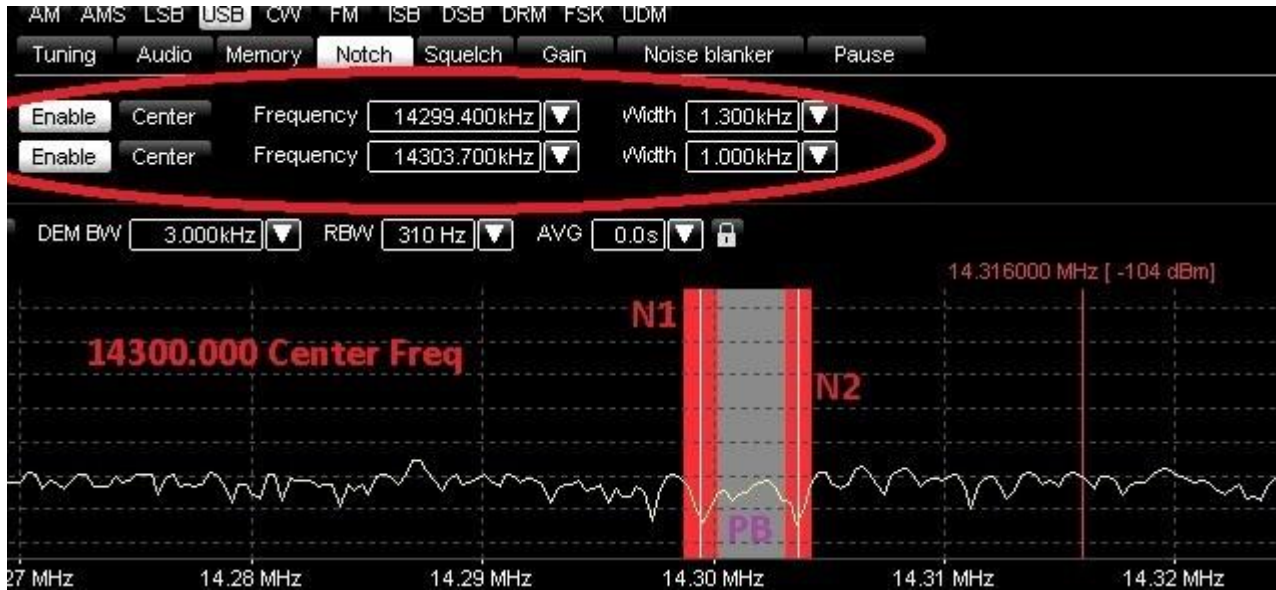 AM AMS LSB USB CW FM ISB DSB DRM FSK UDM
Tuning Audio Memory Notch Squelch Gain Noise blanker Pause
Enable Center Frequency 14299.400kHz Width 1.300kHz
Enable Center Frequency 14303.700kHz Width 1.000kHz
DEM BW 3.000kHz RBW 310 Hz AVG 0.0s
14.316000 MHz [ -104 dBm]
N1
14300.000 Center Freq
N2
PB
27 MHz 14.28 MHz 14.29 MHz 14.30 MHz 14.31 MHz 14.32 MHz